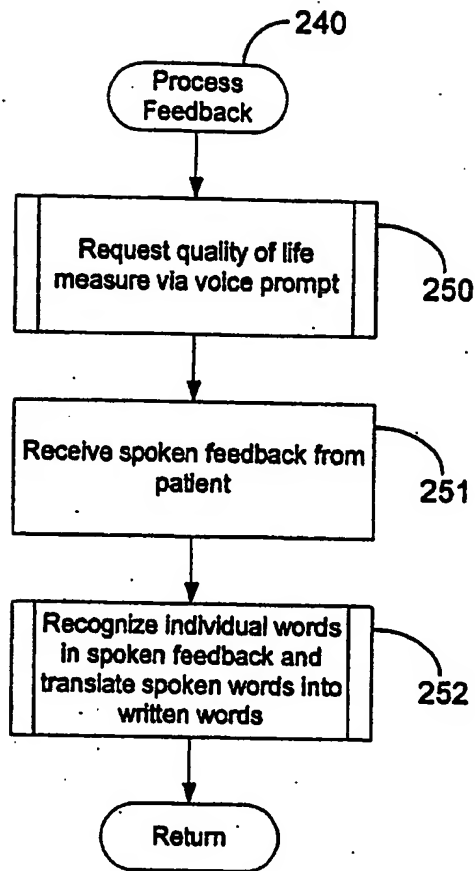 240
Process
Feedback
Request quality of life
measure via voice prompt
250
Receive spoken feedback from
patient
251
Recognize individual words
in spoken feedback and
translate spoken words into
written words
252
Return